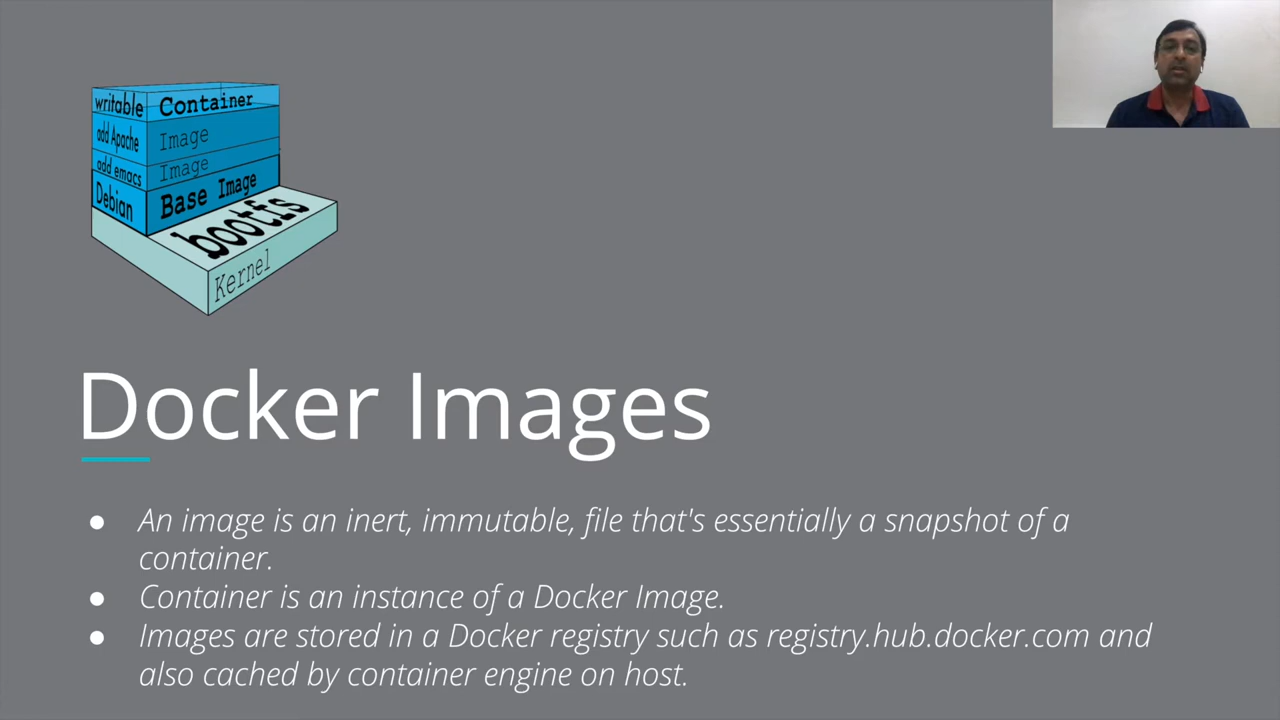 writable Container
add Apache Image
add emacs Image
Debian Base Image
bootfs
Kernel
Docker Images
● An image is an inert, immutable, file that's essentially a snapshot of a
container.
● Container is an instance of a Docker Image.
● Images are stored in a Docker registry such as registry.hub.docker.com and
also cached by container engine on host.